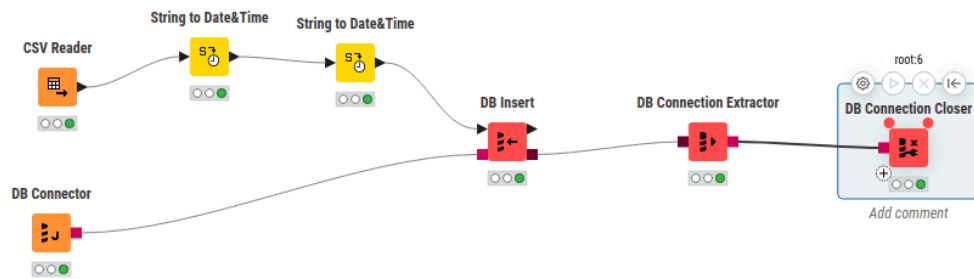 String to Date&Time
String to Date&Time
CSV Reader
S
S
root:6
DB Insert
DB Connection Extractor
DB Connection Closer
DB Connector
Add comment